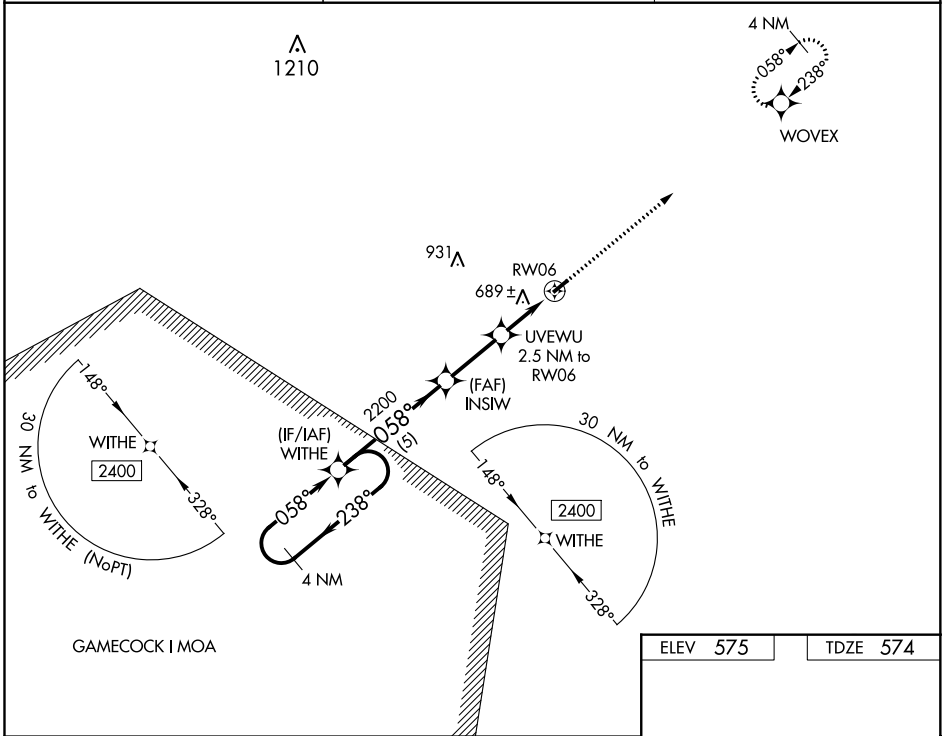 4 NM
058°
238°
WOVEX
1210
931
RW06
689±
UVEWU
2.5 NM to
RW06
(FAF)
INSIW
2200
058°
(5)
(IF/IAF)
WITHE
058°
238°
4 NM
148°
WITHE
2400
328°
30 NM to WITHE (NoPT)
30 NM to WITHE
148°
2400
WITHE
328°
GAMECOCK I MOA
ELEV 575
TDZE 574